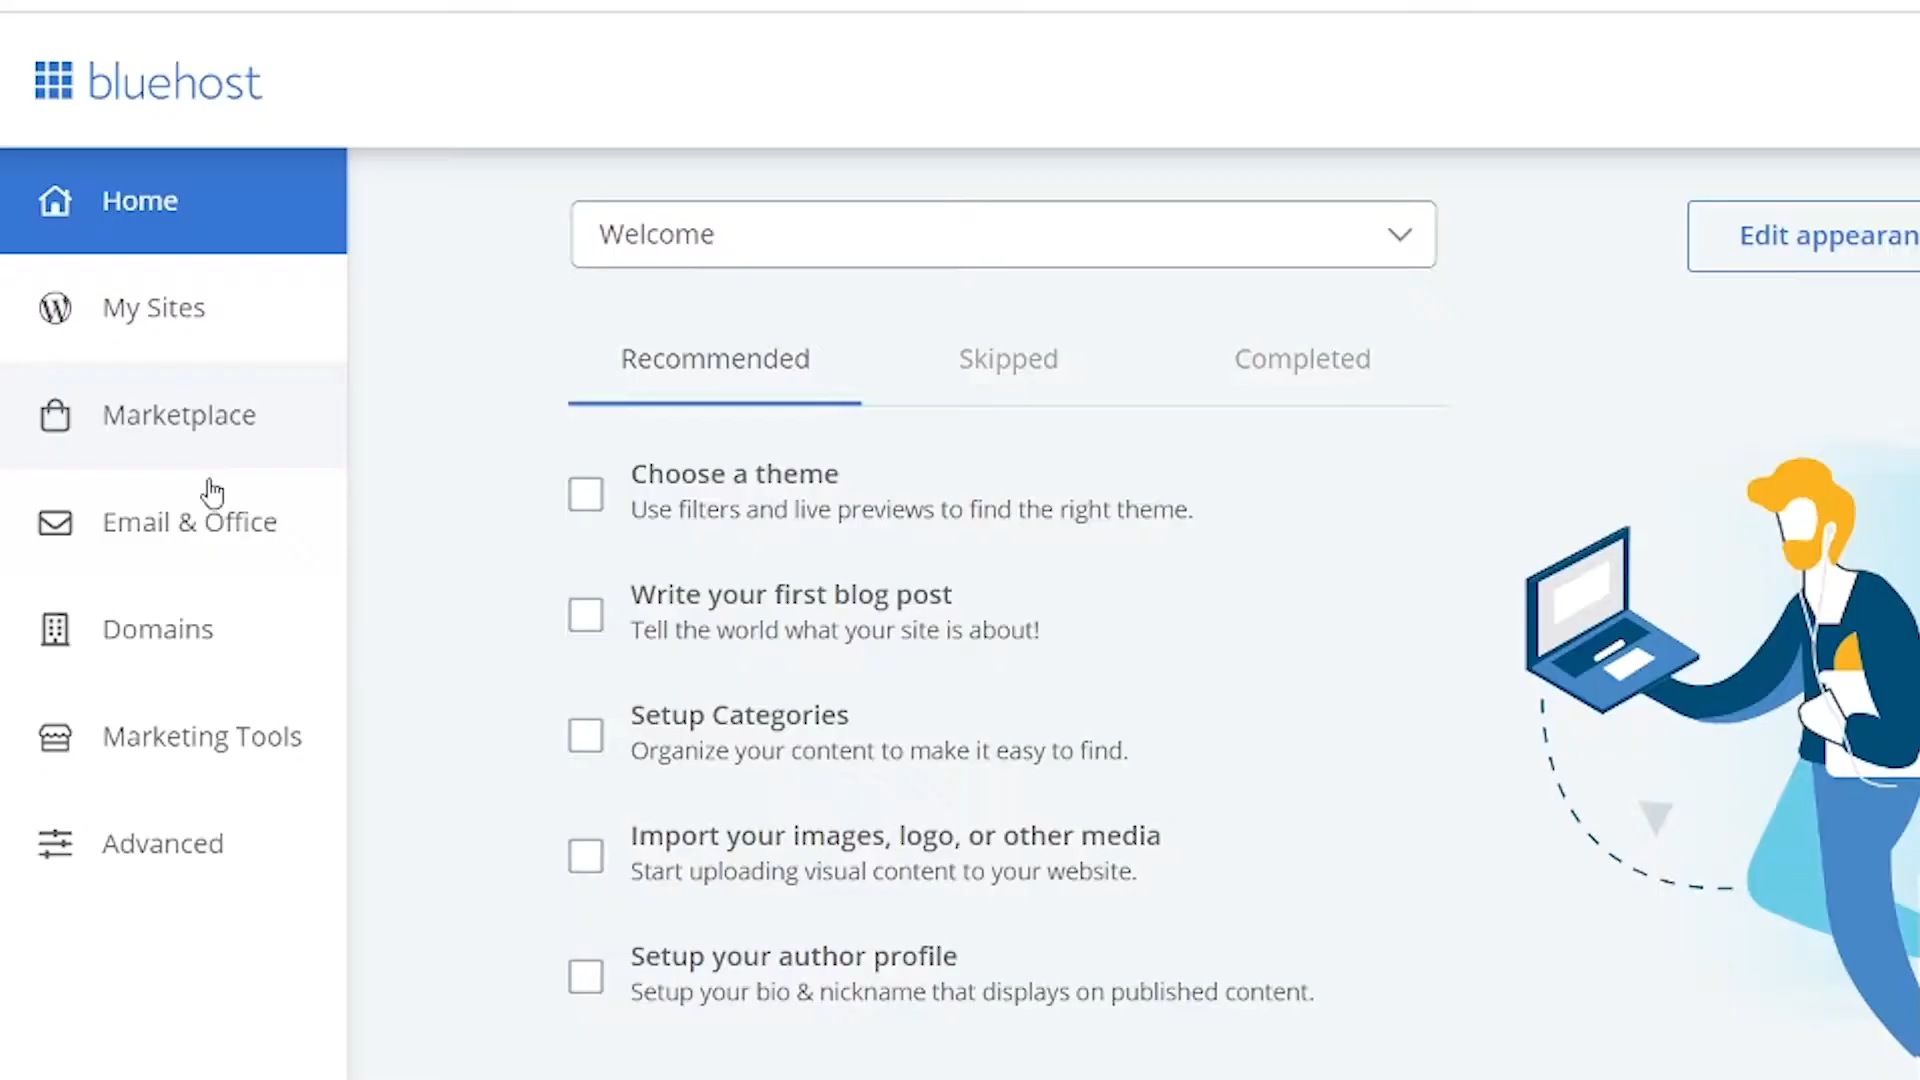 bluehost
Home
My Sites
Marketplace
Email & Office
Domains
Marketing Tools
Advanced
Welcome
Edit appearan
Recommended
Skipped
Completed
Choose a theme
Use filters and live previews to find the right theme.
Write your first blog post
Tell the world what your site is about!
Setup Categories
Organize your content to make it easy to find.
Import your images, logo, or other media
Start uploading visual content to your website.
Setup your author profile
Setup your bio & nickname that displays on published content.